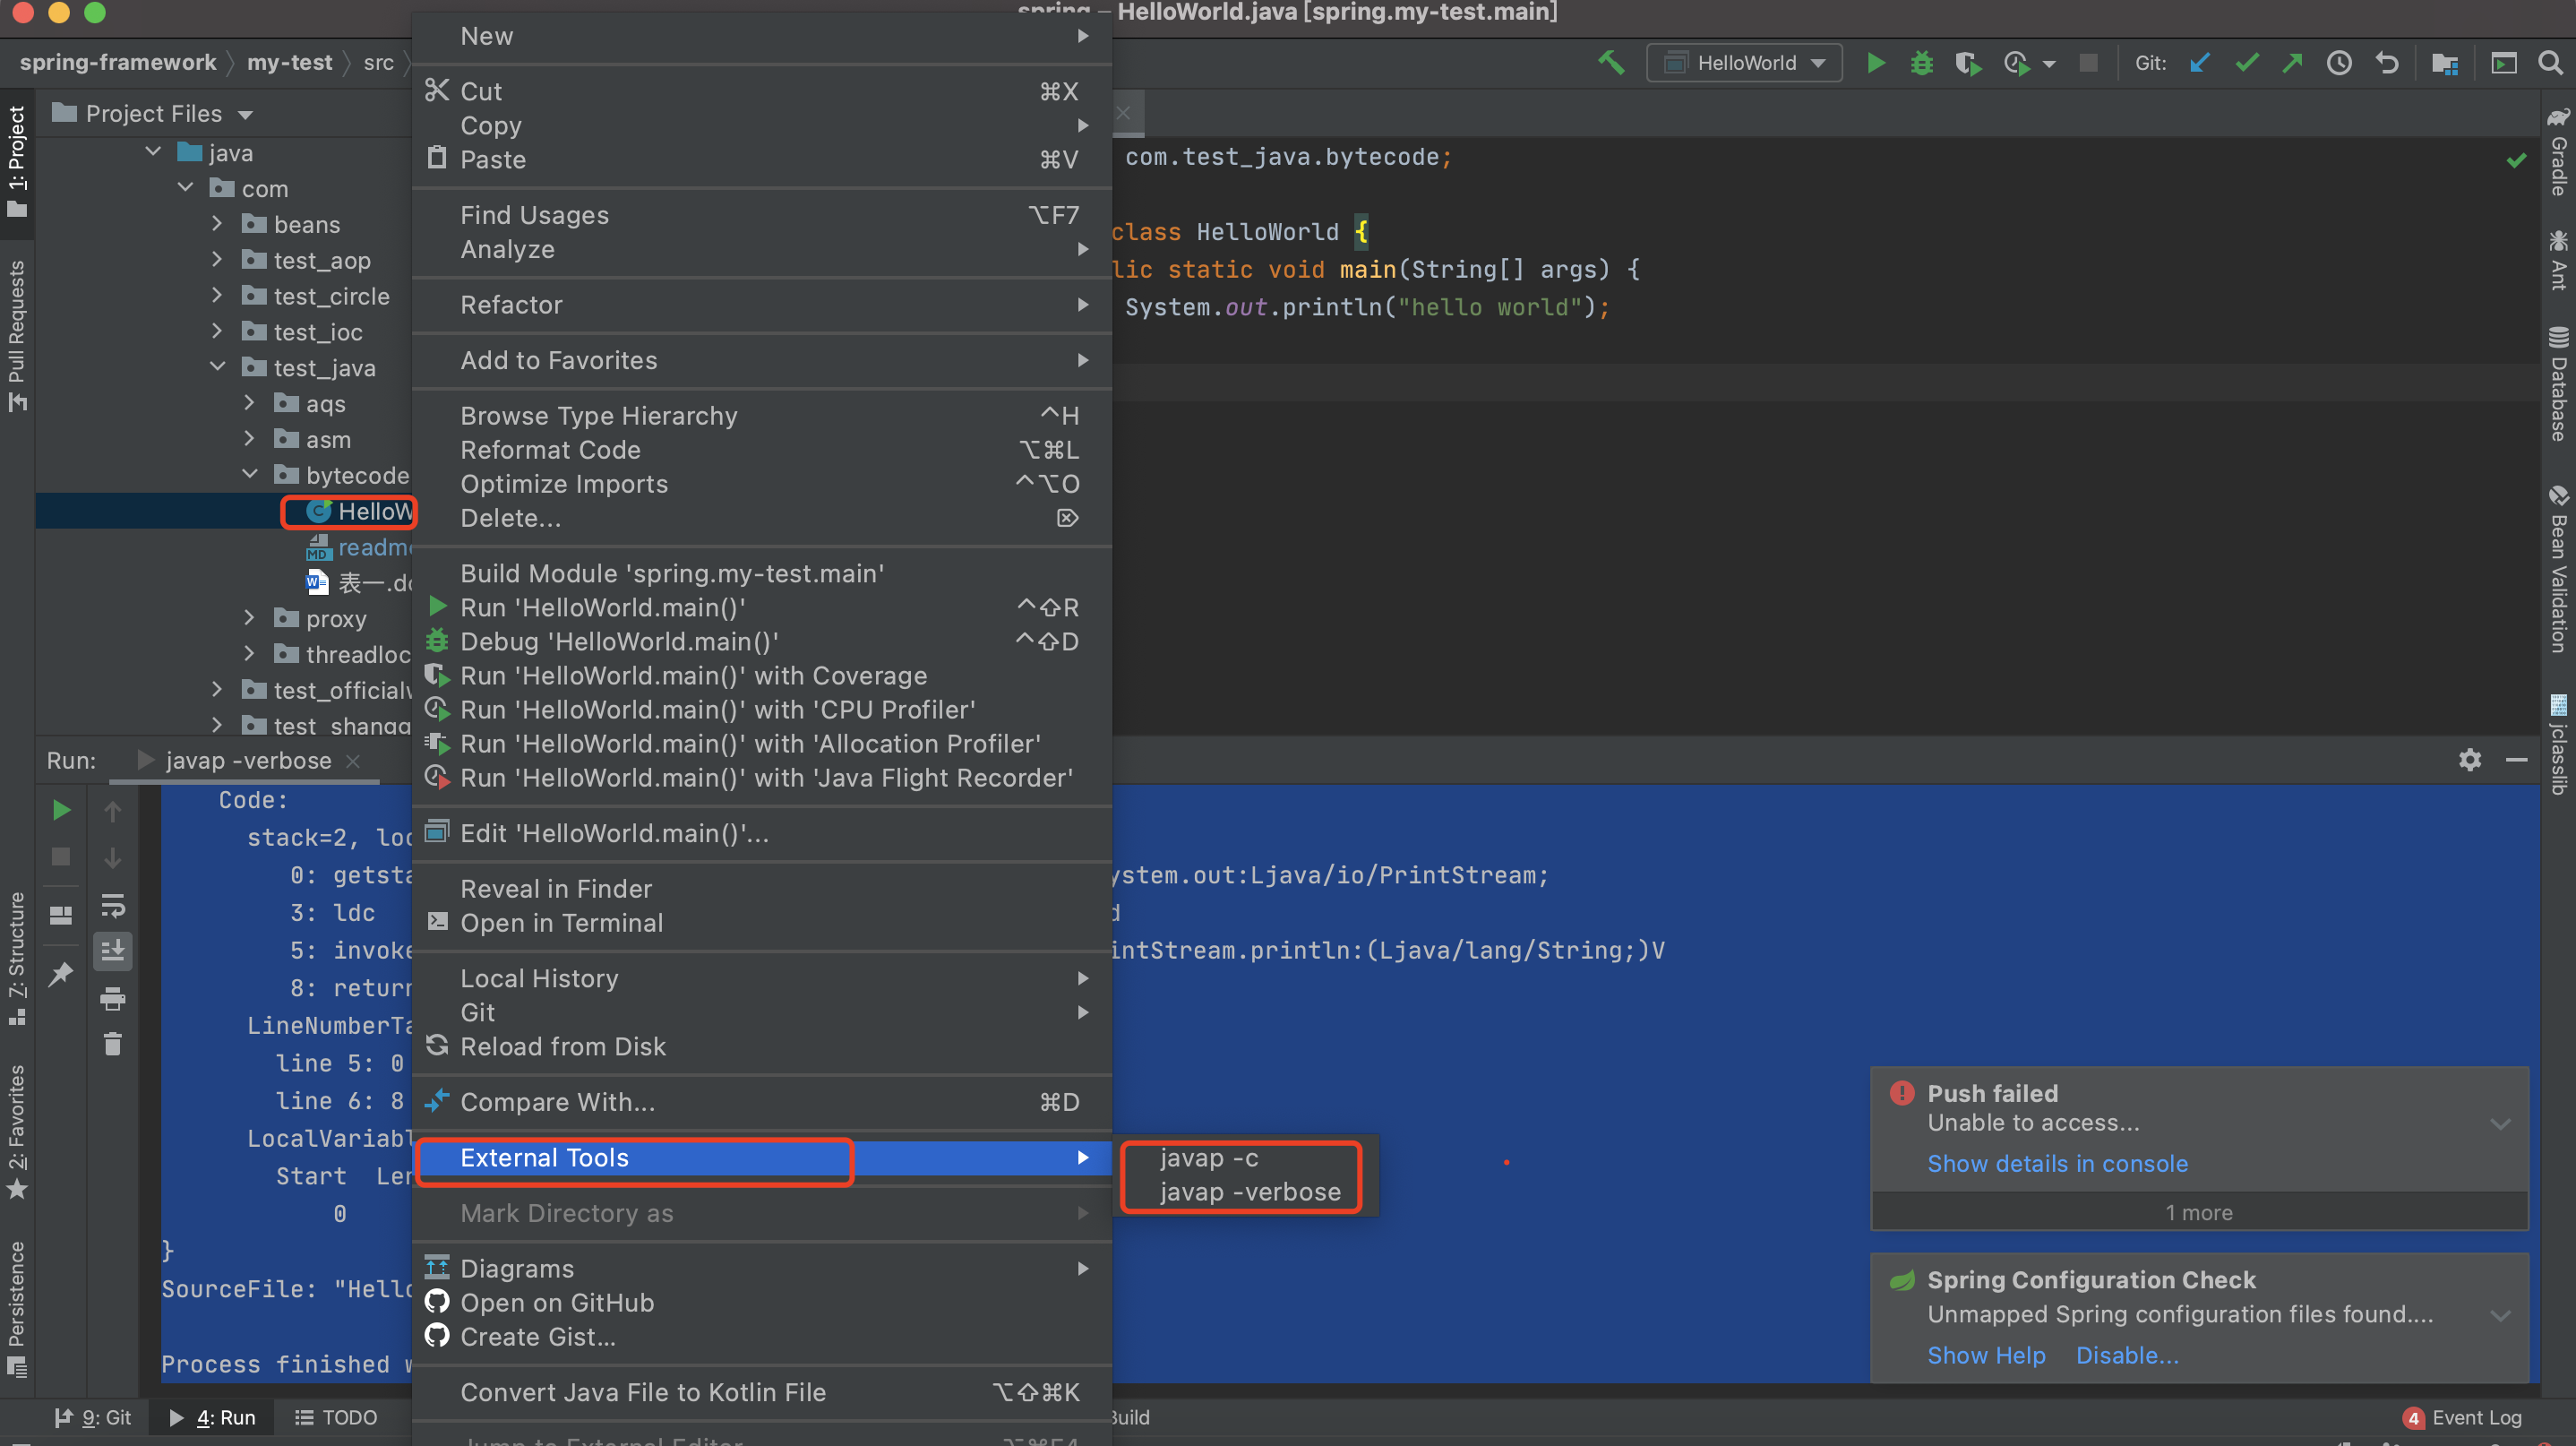 spring – HelloWorld.java [spring.my-test.main]
spring-framework
my-test
src
HelloWorld
Git:
Project Files
java
com
beans
test_aop
test_circle
test_ioc
test_java
aqs
asm
bytecode
HelloW
readme
表一.do
proxy
threadloc
test_official
test_shangg
1: Project
Pull Requests
7: Structure
2: Favorites
Persistence
New
Cut ⌘X
Copy
Paste ⌘V
Find Usages ⌥F7
Analyze
Refactor
Add to Favorites
Browse Type Hierarchy ^H
Reformat Code ⌥⌘L
Optimize Imports ^⌥O
Delete... ⌦
Build Module 'spring.my-test.main'
Run 'HelloWorld.main()' ^⇧R
Debug 'HelloWorld.main()' ^⇧D
Run 'HelloWorld.main()' with Coverage
Run 'HelloWorld.main()' with 'CPU Profiler'
Run 'HelloWorld.main()' with 'Allocation Profiler'
Run 'HelloWorld.main()' with 'Java Flight Recorder'
Edit 'HelloWorld.main()'...
Reveal in Finder
Open in Terminal
Local History
Git
Reload from Disk
Compare With... ⌘D
External Tools
Mark Directory as
Diagrams
Open on GitHub
Create Gist...
Convert Java File to Kotlin File ⌥⇧⌘K
Jump to External Editor ⌥⌘F4
javap -c
javap -verbose
com.test_java.bytecode;
class HelloWorld {
lic static void main(String[] args) {
System.out.println("hello world");
Gradle
Ant
Database
Bean Validation
jclasslib
Run: javap -verbose
Code:
stack=2, loc
0: getsta
ystem.out:Ljava/io/PrintStream;
3: ldc
d
5: invoke
intStream.println:(Ljava/lang/String;)V
8: return
LineNumberTa
line 5: 0
line 6: 8
LocalVariabl
Start Len
0
}
SourceFile: "Hello
Process finished w
Push failed
Unable to access...
Show details in console
1 more
Spring Configuration Check
Unmapped Spring configuration files found....
Show Help Disable...
9: Git
4: Run
TODO
Build
4 Event Log